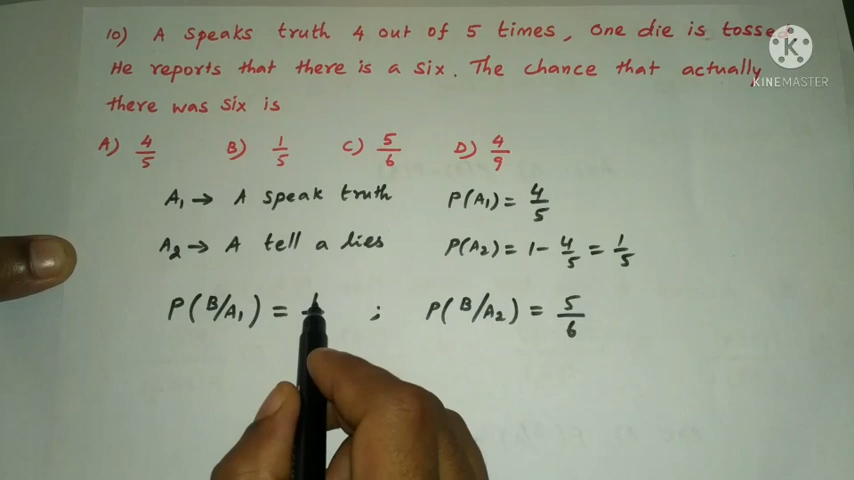 10) A speaks truth 4 out of 5 times, One die is tossed
He reports that there is a six. The chance that actually
there was six is
A) 4/5 B) 1/5 C) 5/6 D) 4/9
A₁ → A speak truth P(A₁) = 4/5
A₂ → A tell a lies P(A₂) = 1 - 4/5 = 1/5
P(B/A₁) = ; P(B/A₂) = 5/6
K
KINEMASTER